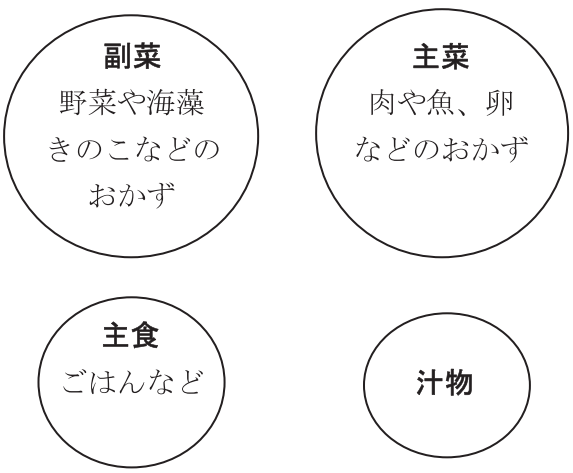 副菜
野菜や海藻
きのこなどの
おかず
主菜
肉や魚、卵
などのおかず
主食
ごはんなど
汁物